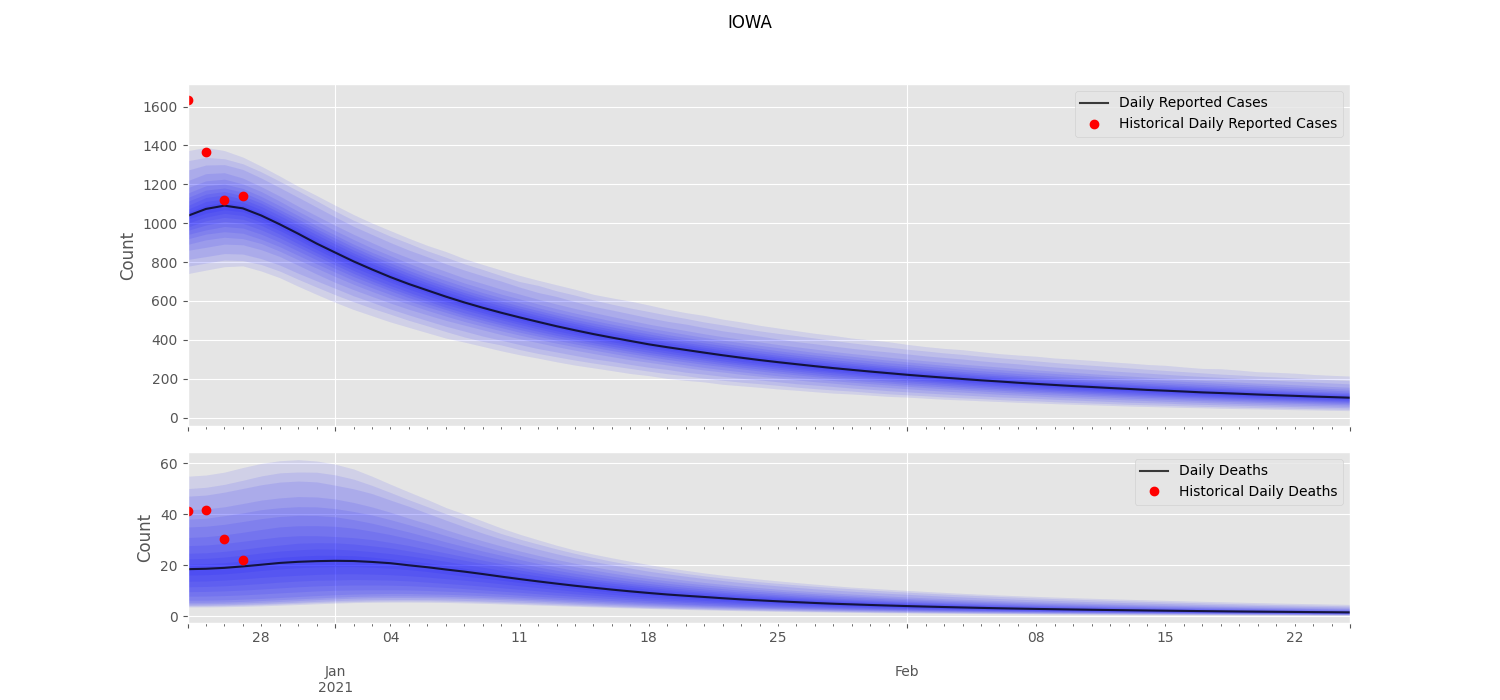 IOWA
Count
1600
1400
1200
1000
800
600
400
200
0
Daily Reported Cases
Historical Daily Reported Cases
Count
60
40
20
0
Daily Deaths
Historical Daily Deaths
28 04 11 18 25 08 15 22
Jan Feb
2021